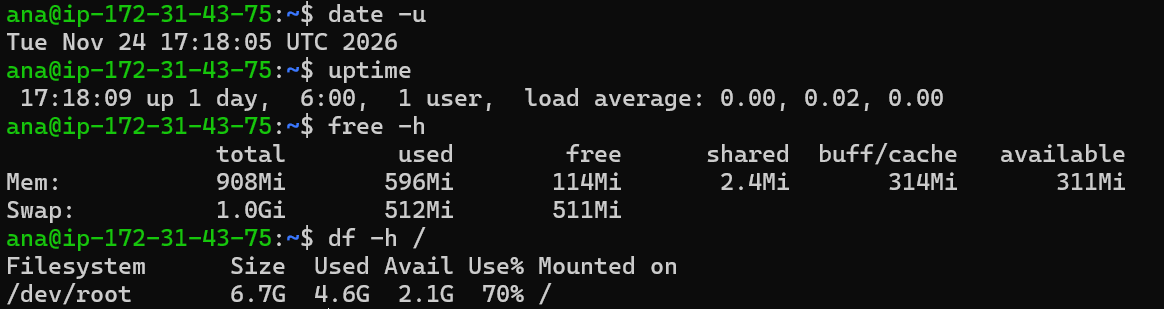 ana@ip-172-31-43-75:~$ date -u
Tue Nov 24 17:18:05 UTC 2026
ana@ip-172-31-43-75:~$ uptime
 17:18:09 up 1 day,  6:00,  1 user,  load average: 0.00, 0.02, 0.00
ana@ip-172-31-43-75:~$ free -h
               total        used        free      shared  buff/cache   available
Mem:           908Mi       596Mi       114Mi       2.4Mi       314Mi       311Mi
Swap:          1.0Gi       512Mi       511Mi
ana@ip-172-31-43-75:~$ df -h /
Filesystem      Size  Used Avail Use% Mounted on
/dev/root       6.7G  4.6G  2.1G  70% /